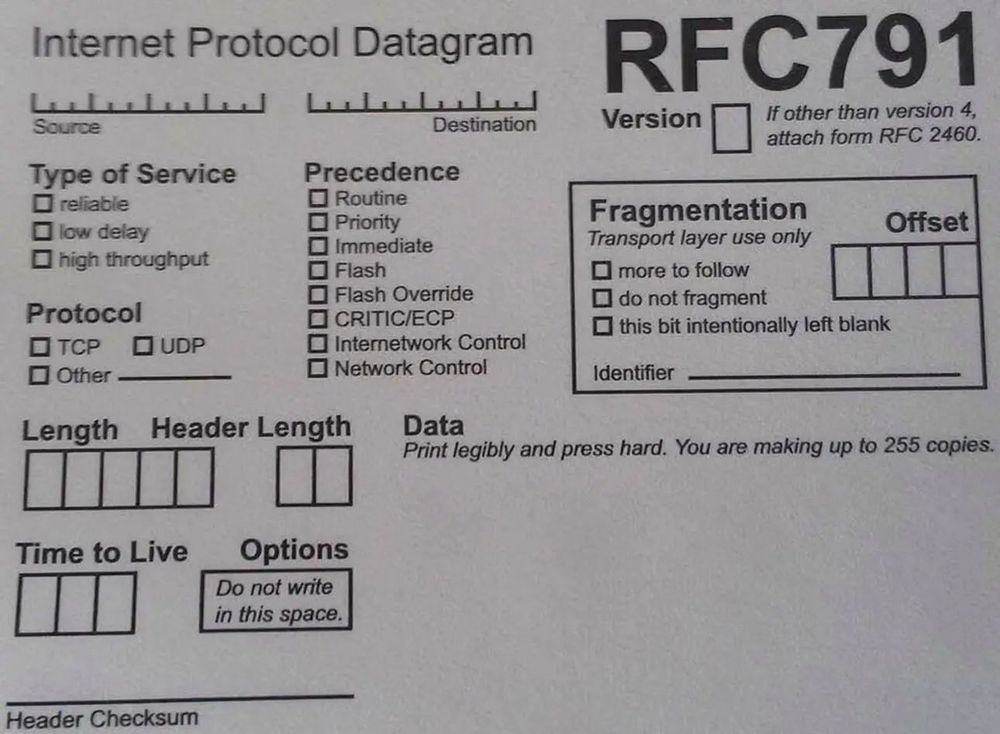 Internet Protocol Datagram
RFC791
Source
Destination
Version
If other than version 4,
attach form RFC 2460.
Type of Service
reliable
low delay
high throughput
Protocol
TCP
UDP
Other
Precedence
Routine
Priority
Immediate
Flash
Flash Override
CRITIC/ECP
Internetwork Control
Network Control
Fragmentation
Transport layer use only
Offset
more to follow
do not fragment
this bit intentionally left blank
Identifier
Length
Header Length
Data
Print legibly and press hard. You are making up to 255 copies.
Time to Live
Options
Do not write
in this space.
Header Checksum